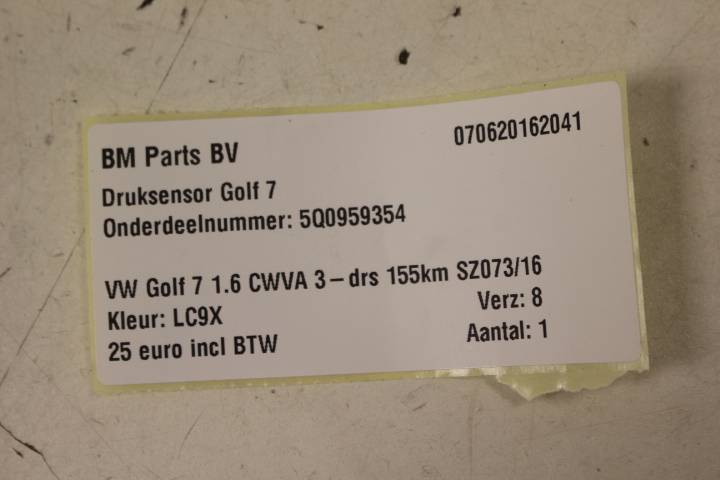 BM Parts BV 070620162041
Druksensor Golf 7
Onderdeelnummer: 5Q0959354
VW Golf 7 1.6 CWVA 3-drs 155km SZ073/16
Kleur: LC9X Verz: 8
25 euro incl BTW Aantal: 1